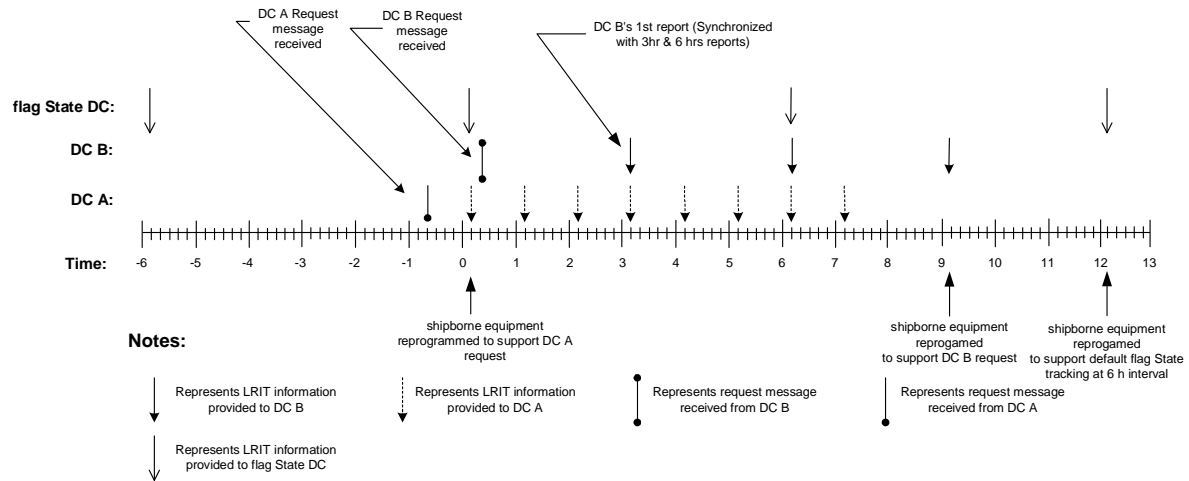 DC A Request
message
received
DC B Request
message
received
DC B's 1st report (Synchronized
with 3hr & 6 hrs reports)
flag State DC:
DC B:
DC A:
Time:
-6 -5 -4 -3 -2 -1 0 1 2 3 4 5 6 7 8 9 10 11 12 13
shipborne equipment
reprogrammed to support DC A
request
shipborne equipment
reprogamed
to support DC B request
shipborne equipment
reprogamed
to support default flag State
tracking at 6 h interval
Notes:
Represents LRIT information
provided to DC B
Represents LRIT information
provided to DC A
Represents request message
received from DC B
Represents request message
received from DC A
Represents LRIT information
provided to flag State DC